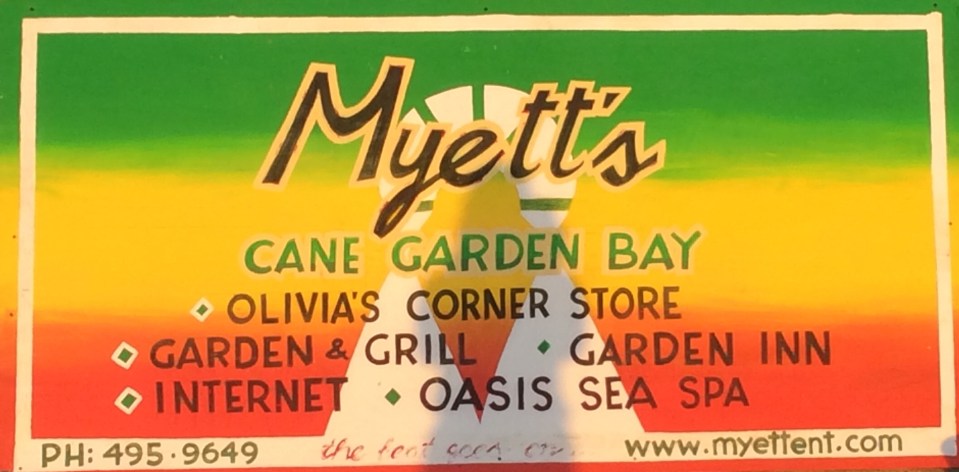 Myett's
CANE GARDEN BAY
OLIVIA'S CORNER STORE
GARDEN & GRILL GARDEN INN
INTERNET OASIS SEA SPA
PH: 495·9649 the www.myettent.com